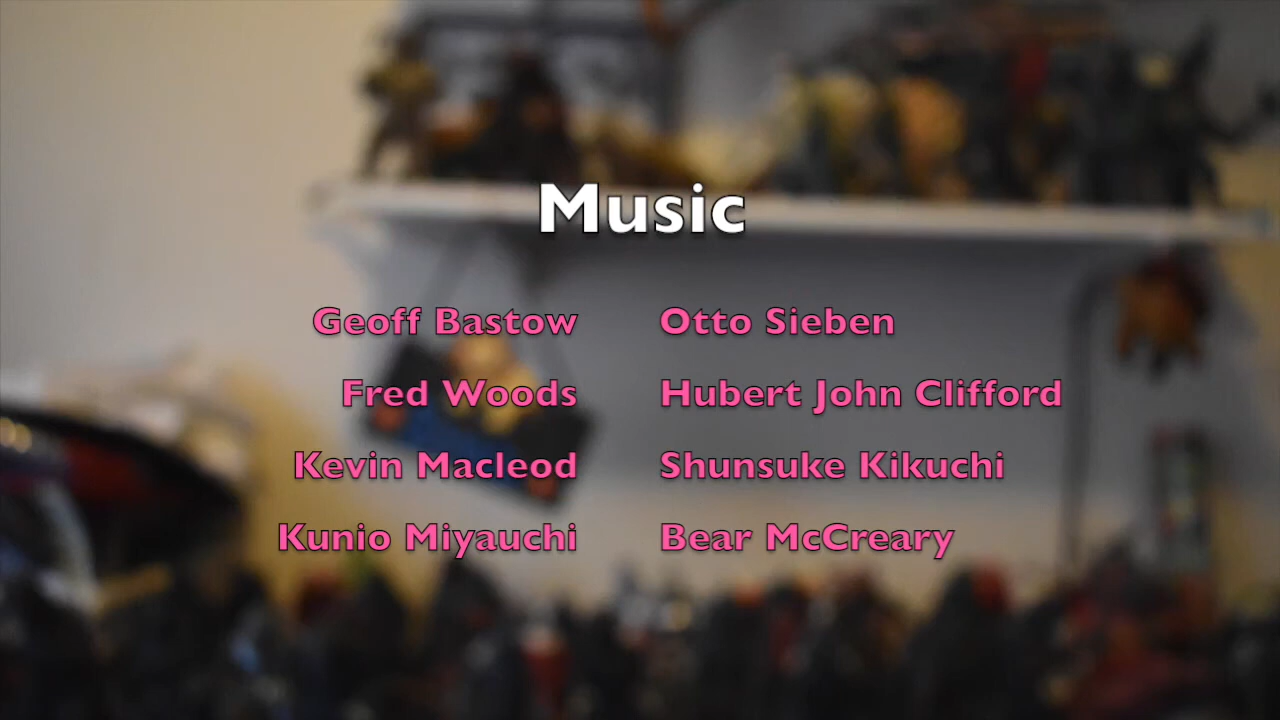 Music
Geoff Bastow Otto Sieben
Fred Woods Hubert John Clifford
Kevin Macleod Shunsuke Kikuchi
Kunio Miyauchi Bear McCreary